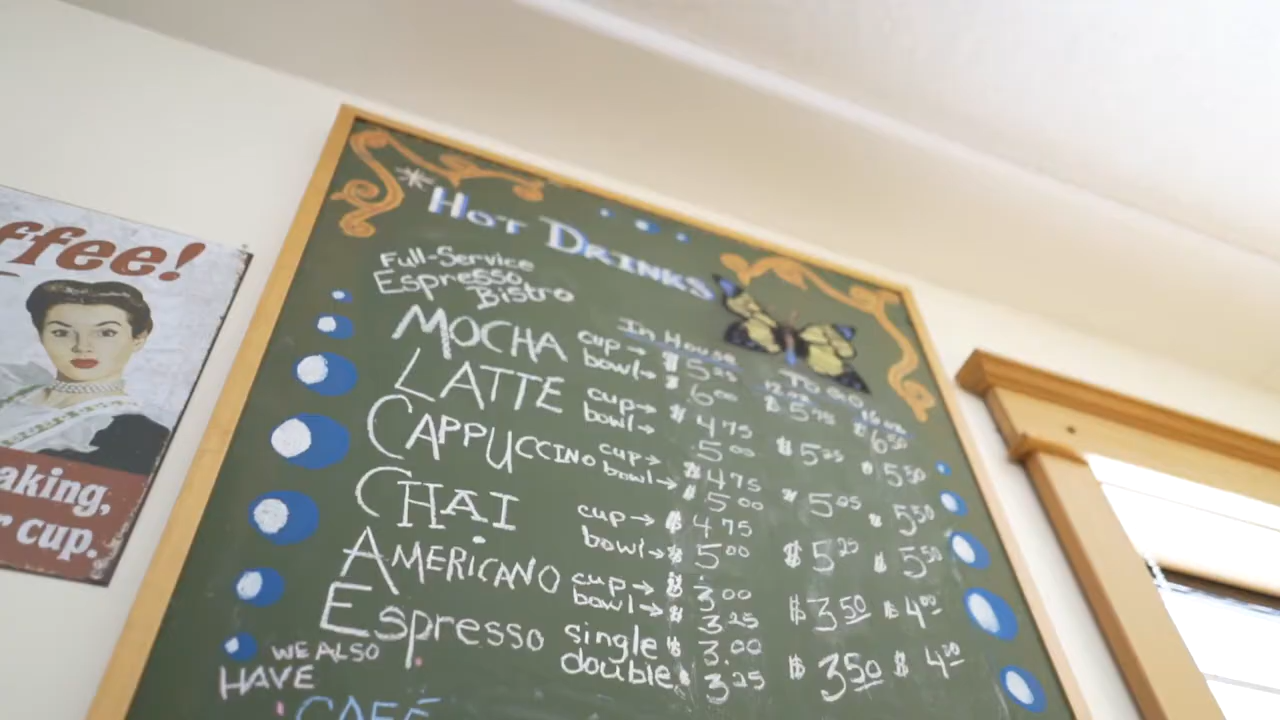 ffee!
aking,
r cup.
*HOT DRINKS
Full-Service
Espresso
Bistro
In House
To Go
12 oz 16 oz
MOCHA cup → $5.25 $5.75 $6.50
bowl → $6.00
LATTE cup → $4.75 $5.25 $5.50
bowl → 5.00
CAPPUCCINO cup → $4.75 $5.25 $5.50
bowl → $5.00
CHAI cup → $4.75 $5.25 $5.50
bowl → $5.00
AMERICANO cup → $3.00 $3.50 $4.00
bowl → $3.25
Espresso single $3.00 $3.50 $4.00
double $3.25
WE ALSO
HAVE
CAFÉ